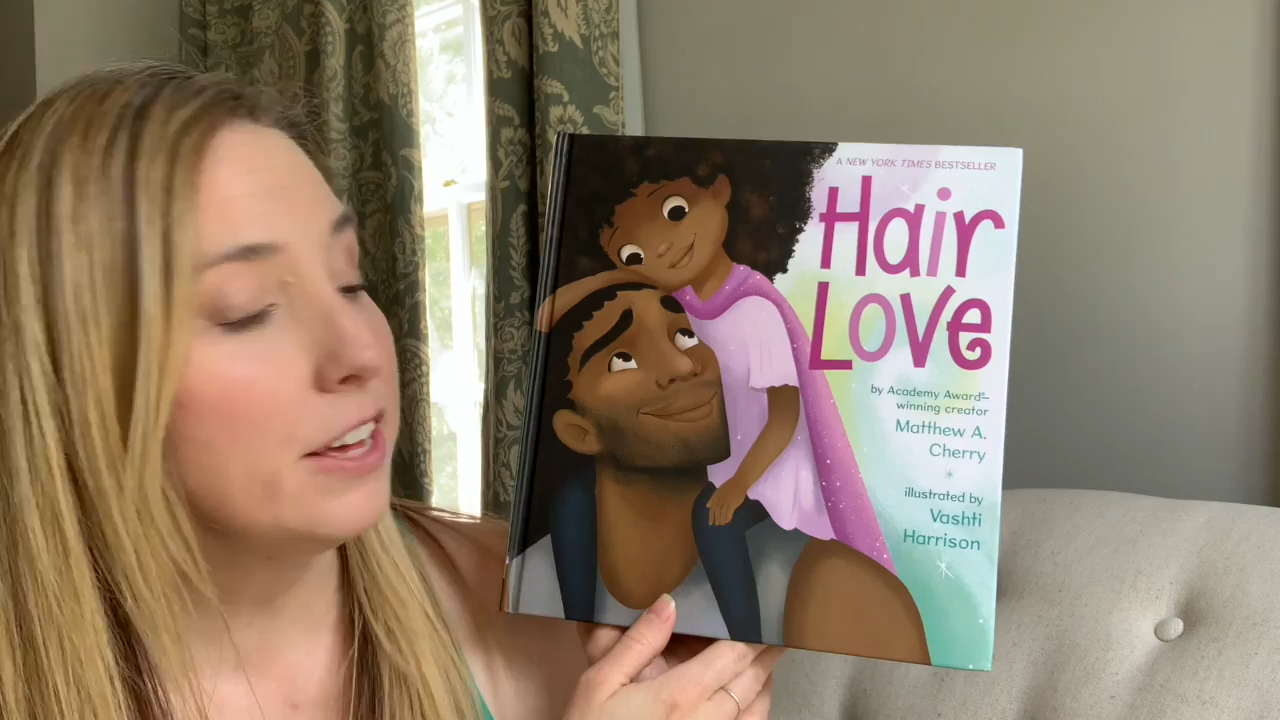 A NEW YORK TIMES BESTSELLER
Hair
Love
by Academy Award®–
winning creator
Matthew A.
Cherry
illustrated by
Vashti
Harrison